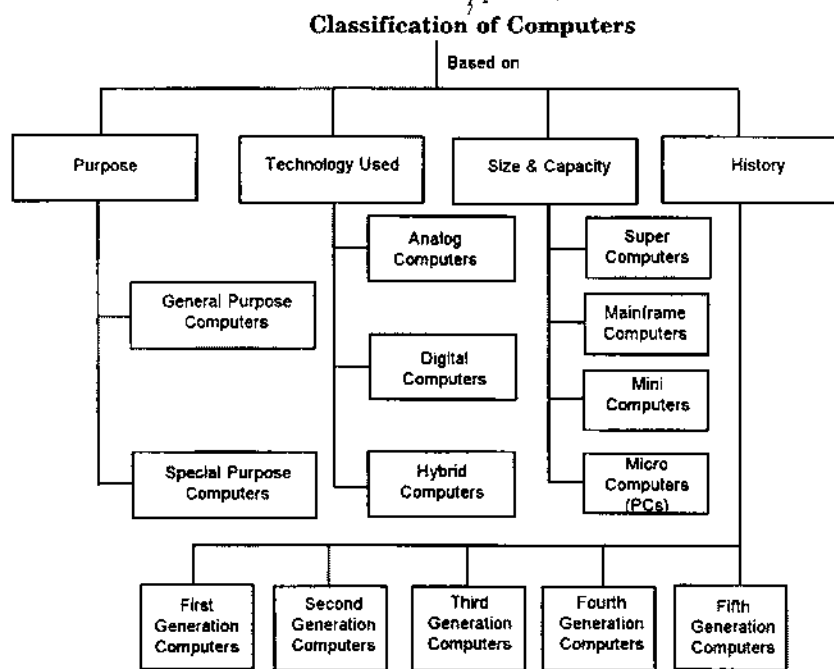 Classification of Computers
Based on
Purpose
Technology Used
Size & Capacity
History
Analog
Computers
Super
Computers
General Purpose
Computers
Mainframe
Computers
Digital
Computers
Mini
Computers
Special Purpose
Computers
Hybrid
Computers
Micro
Computers
(PCs)
First
Generation
Computers
Second
Generation
Computers
Third
Generation
Computers
Fourth
Generation
Computers
Fifth
Generation
Computers